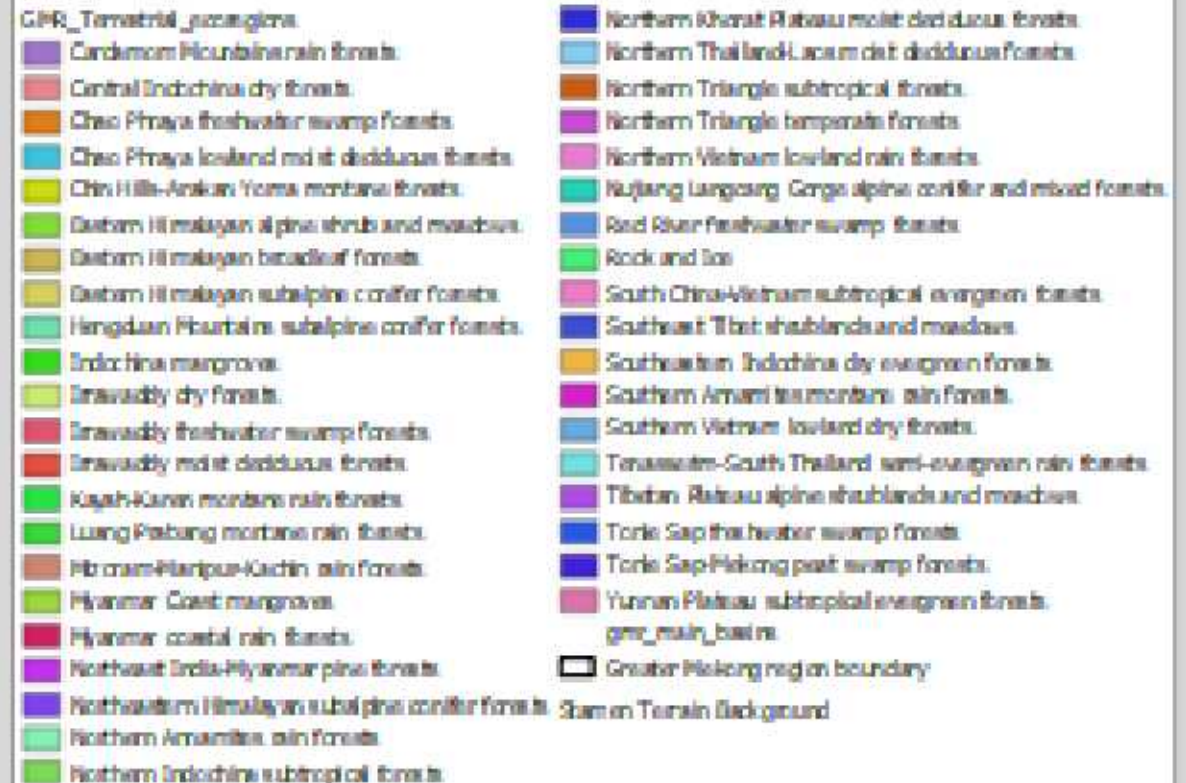 GMR_Terrestrial_ecoregions
Cardamom Mountains rain forests
Central Indochina dry forests
Chao Phraya freshwater swamp forests
Chao Phraya lowland moist deciduous forests
Chin Hills-Arakan Yoma montane forests
Eastern Himalayan alpine shrub and meadows
Eastern Himalayan broadleaf forests
Eastern Himalayan subalpine conifer forests
Hengduan Mountains subalpine conifer forests
Indochina mangroves
Irrawaddy dry forests
Irrawaddy freshwater swamp forests
Irrawaddy moist deciduous forests
Kayah-Karen montane rain forests
Luang Prabang montane rain forests
Mizoram-Manipur-Kachin rain forests
Myanmar Coast mangroves
Myanmar coastal rain forests
Northeast India-Myanmar pine forests
Northeastern Himalayan subalpine conifer forests
Northern Annamites rain forests
Northern Indochina subtropical forests
Northern Khorat Plateau moist deciduous forests
Northern Thailand-Laos moist deciduous forests
Northern Triangle subtropical forests
Northern Triangle temperate forests
Northern Vietnam lowland rain forests
Nujiang Langcang Gorge alpine conifer and mixed forests
Red River freshwater swamp forests
Rock and Ice
South China-Vietnam subtropical evergreen forests
Southeast Tibet shrublands and meadows
Southeastern Indochina dry evergreen forests
Southern Annamites montane rain forests
Southern Vietnam lowland dry forests
Tenasserim-South Thailand semi-evergreen rain forests
Tibetan Plateau alpine shrublands and meadows
Tonle Sap freshwater swamp forests
Tonle Sap-Mekong peat swamp forests
Yunnan Plateau subtropical evergreen forests
gmr_main_basins
Greater Mekong region boundary
Stamen Terrain Background